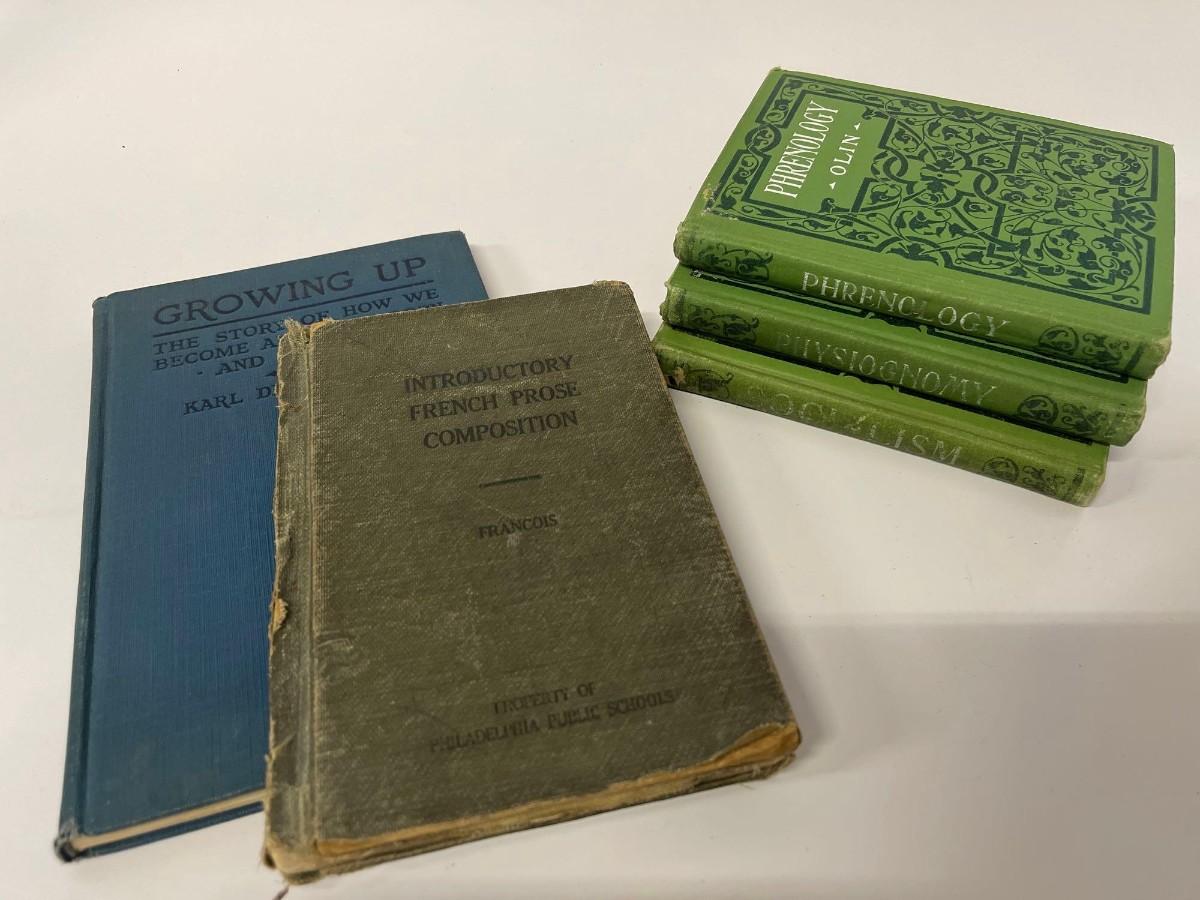 GROWING UP
THE STORY OF HOW WE
BECOME A
AND
KARL
INTRODUCTORY
FRENCH PROSE
COMPOSITION
FRANCOIS
PROPERTY OF
PHILADELPHIA PUBLIC SCHOOLS
PHRENOLOGY
OLIN
PHRENOLOGY
PHYSIOGNOMY
SOCIALISM